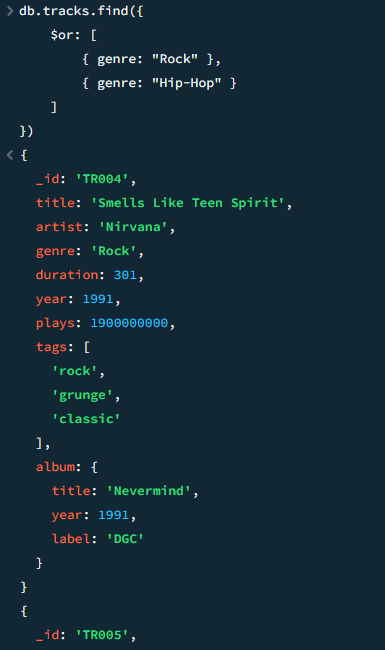 db.tracks.find({
    $or: [
        { genre: "Rock" },
        { genre: "Hip-Hop" }
    ]
})
{
  _id: 'TR004',
  title: 'Smells Like Teen Spirit',
  artist: 'Nirvana',
  genre: 'Rock',
  duration: 301,
  year: 1991,
  plays: 1900000000,
  tags: [
    'rock',
    'grunge',
    'classic'
  ],
  album: {
    title: 'Nevermind',
    year: 1991,
    label: 'DGC'
  }
}
{
  _id: 'TR005',